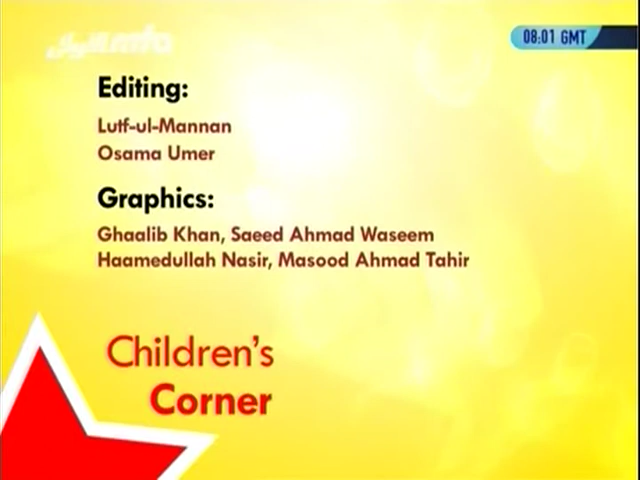 mta
08:01 GMT
Editing:
Lutf-ul-Mannan
Osama Umer
Graphics:
Ghaalib Khan, Saeed Ahmad Waseem
Haamedullah Nasir, Masood Ahmad Tahir
Children's
Corner